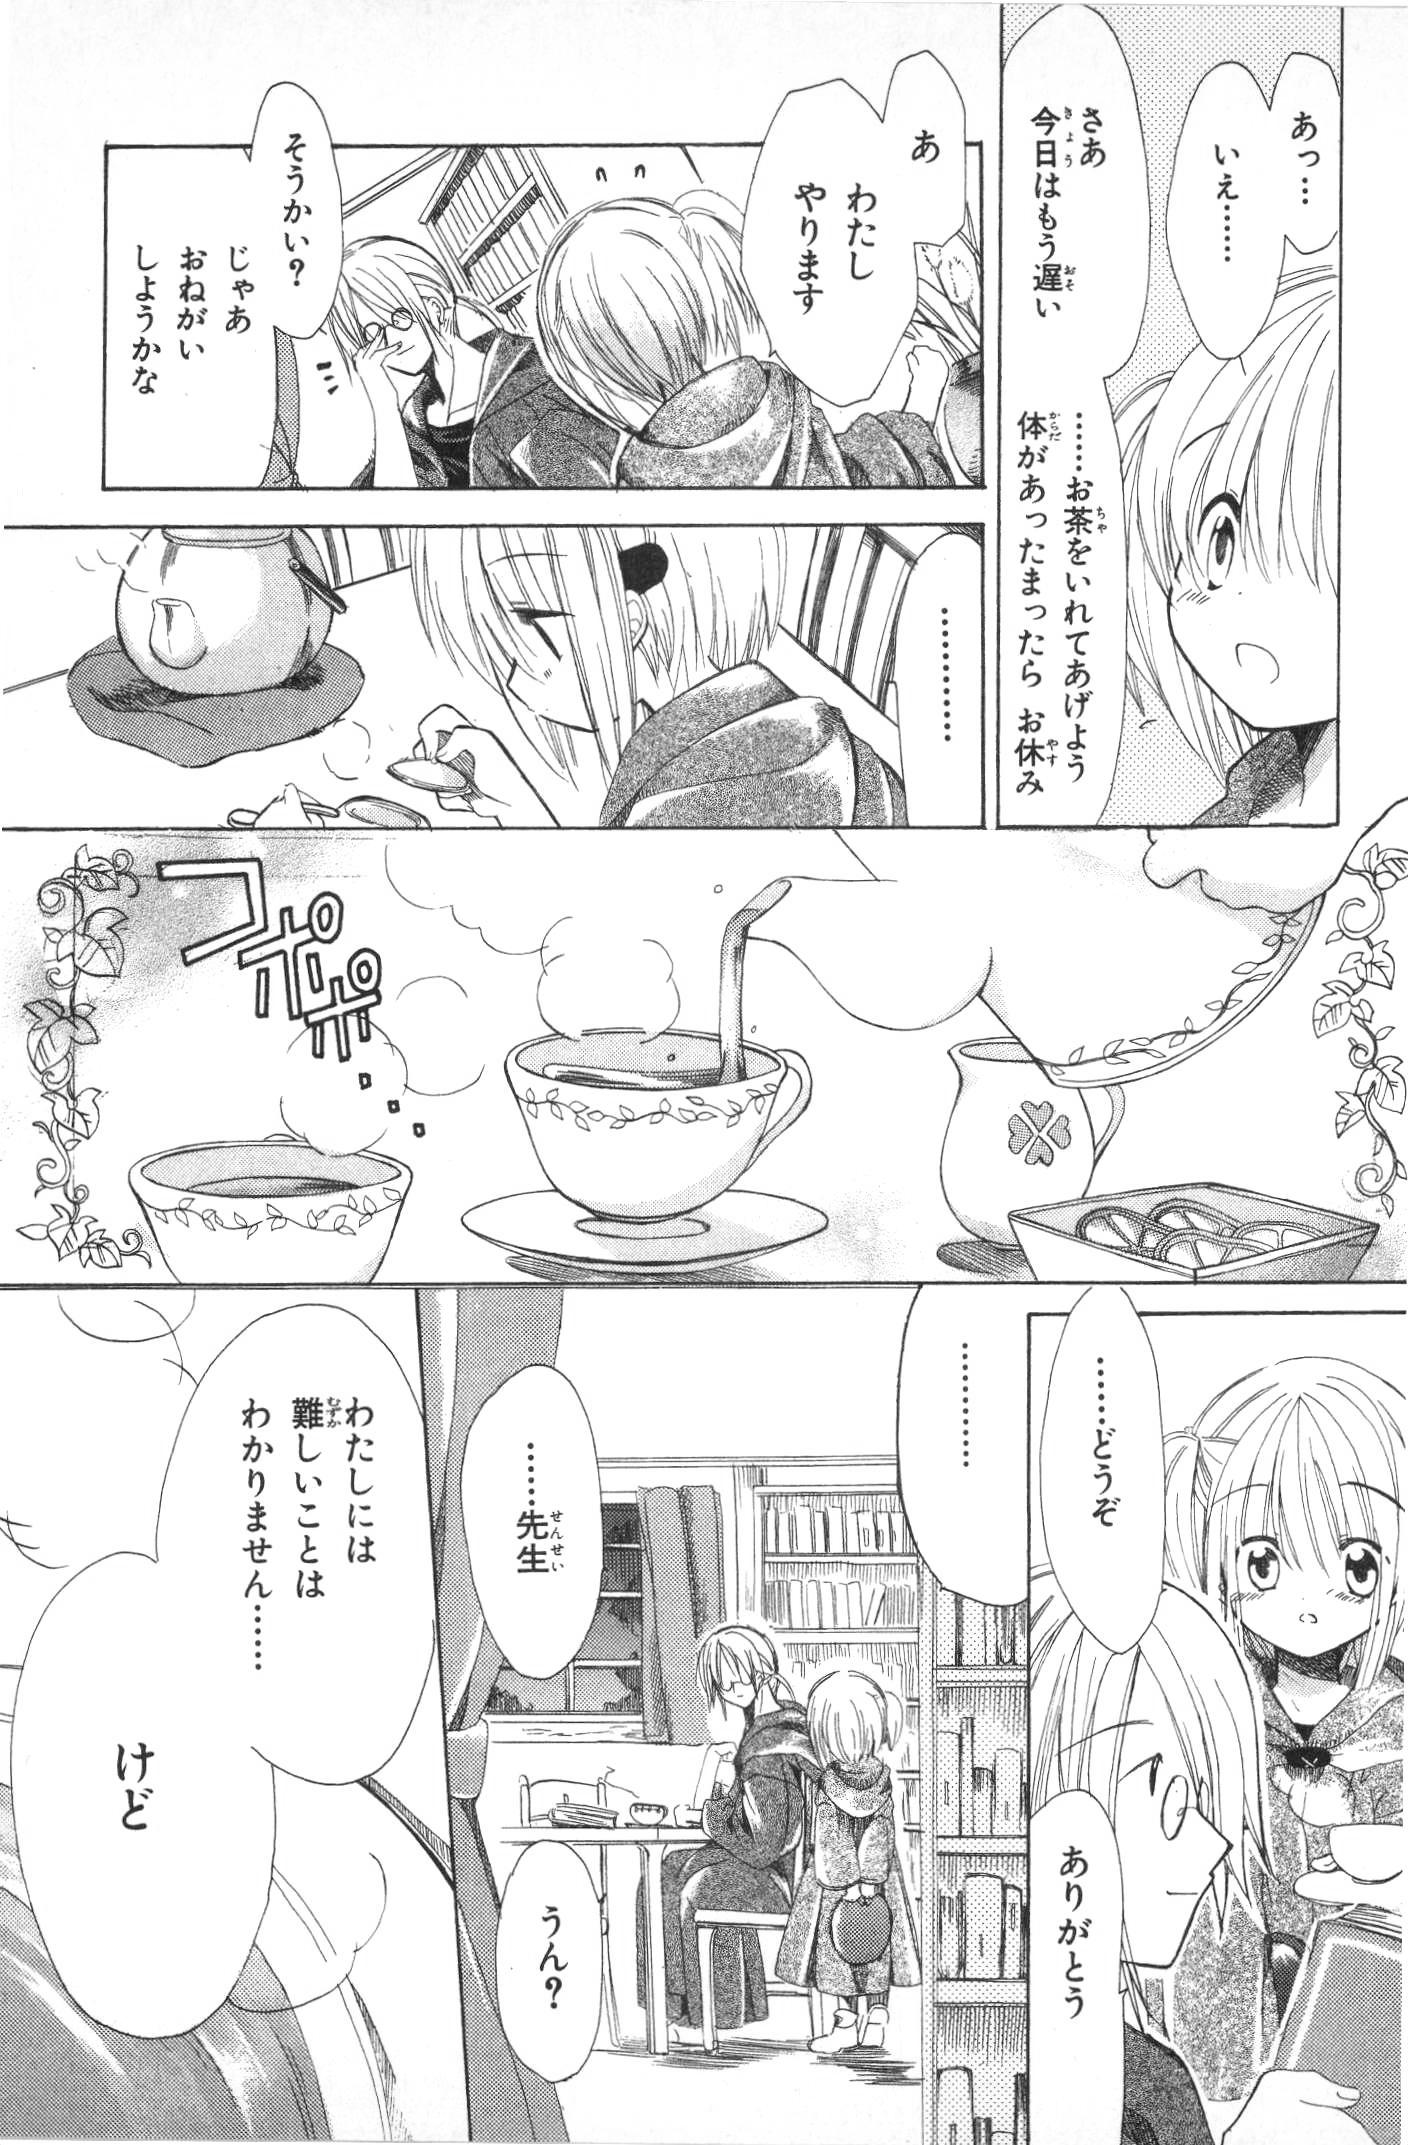 あっ…
いえ……
さあ
今日はもう遅い
……お茶をいれてあげよう
体があったまったら お休み
あ
わたし
やります
そうかい？
じゃあ
おねがい
しようかな
…………
コポポ…
……どうぞ
ありがとう
…………
……先生
うん？
わたしには
難しいことは
わかりません……
けど